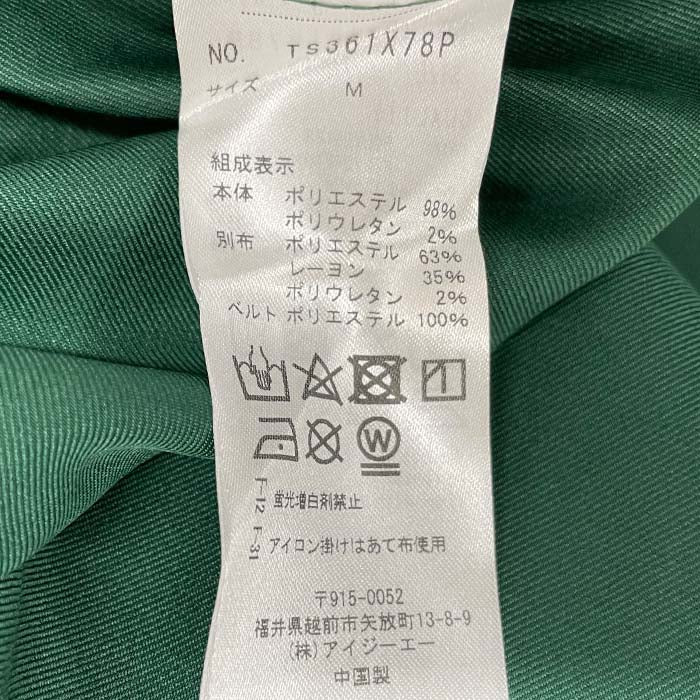 NO. TS361X78P
サイズ M
組成表示
本体 ポリエステル 98%
ポリウレタン 2%
別布 ポリエステル 63%
レーヨン 35%
ポリウレタン 2%
ベルト ポリエステル 100%
W
F-12 蛍光増白剤禁止
F-31 アイロン掛けはあて布使用
〒915-0052
福井県越前市矢放町13-8-9
(株)アイジーエー
中国製